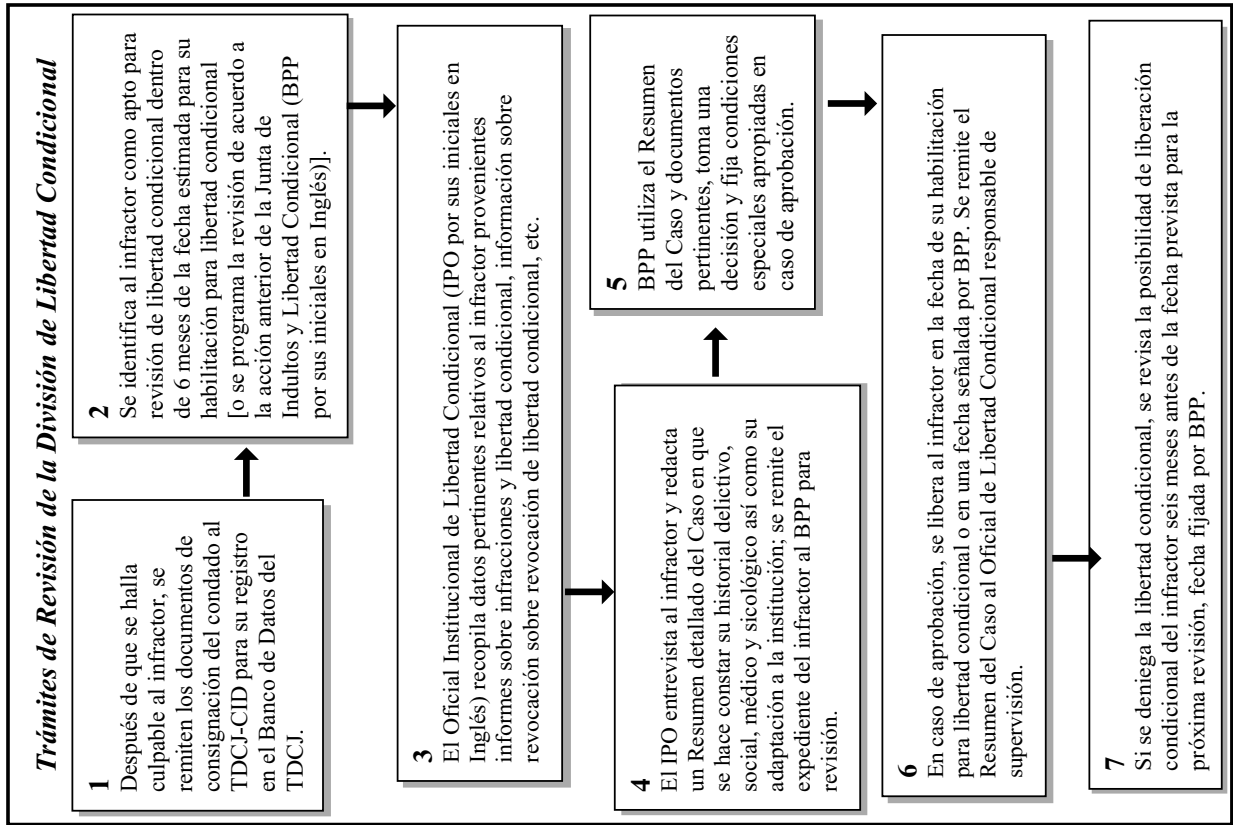 Trámites de Revisión de la División de Libertad Condicional
1
Después de que se halla
culpable al infractor, se
remiten los documentos de
consignación del condado al
TDCJ-CID para su registro
en el Banco de Datos del
TDCJ.
2
Se identifica al infractor como apto para
revisión de libertad condicional dentro
de 6 meses de la fecha estimada para su
habilitación para libertad condicional
[o se programa la revisión de acuerdo a
la acción anterior de la Junta de
Indultos y Libertad Condicional (BPP
por sus iniciales en Inglés)].
3
El Oficial Institucional de Libertad Condicional (IPO por sus iniciales en
Inglés) recopila datos pertinentes relativos al infractor provenientes
informes sobre infracciones y libertad condicional, información sobre
revocación sobre revocación de libertad condicional, etc.
4
El IPO entrevista al infractor y redacta
un Resumen detallado del Caso en que
se hace constar su historial delictivo,
social, médico y sicológico así como su
adaptación a la institución; se remite el
expediente del infractor al BPP para
revisión.
5
BPP utiliza el Resumen
del Caso y documentos
pertinentes, toma una
decisión y fija condiciones
especiales apropiadas en
caso de aprobación.
6
En caso de aprobación, se libera al infractor en la fecha de su habilitación
para libertad condicional o en una fecha señalada por BPP. Se remite el
Resumen del Caso al Oficial de Libertad Condicional responsable de
supervisión.
7
Si se deniega la libertad condicional, se revisa la posibilidad de liberación
condicional del infractor seis meses antes de la fecha prevista para la
próxima revisión, fecha fijada por BPP.